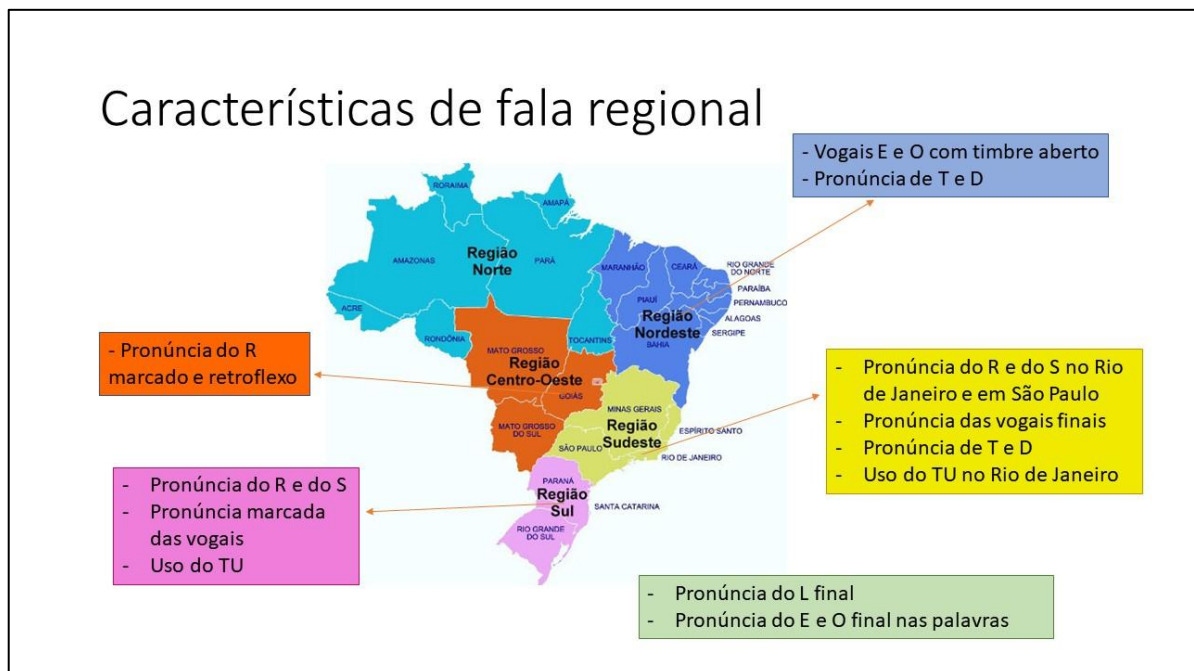 Características de fala regional
- Vogais E e O com timbre aberto
- Pronúncia de T e D
RORAIMA
AMAPÁ
AMAZONAS
Região
Norte
PARÁ
MARANHÃO
CEARÁ
RIO GRANDE
DO NORTE
PARAÍBA
PIAUÍ
PERNAMBUCO
ACRE
Região
Nordeste
ALAGOAS
SERGIPE
RONDÔNIA
TOCANTINS
BAHIA
MATO GROSSO
Região
Centro-Oeste
GOIÁS
- Pronúncia do R
marcado e retroflexo
MATO GROSSO
DO SUL
MINAS GERAIS
Região
Sudeste
ESPÍRITO SANTO
SÃO PAULO
RIO DE JANEIRO
- Pronúncia do R e do S no Rio
de Janeiro e em São Paulo
- Pronúncia das vogais finais
- Pronúncia de T e D
- Uso do TU no Rio de Janeiro
- Pronúncia do R e do S
- Pronúncia marcada
das vogais
- Uso do TU
PARANÁ
Região
Sul
SANTA CATARINA
RIO GRANDE
DO SUL
- Pronúncia do L final
- Pronúncia do E e O final nas palavras